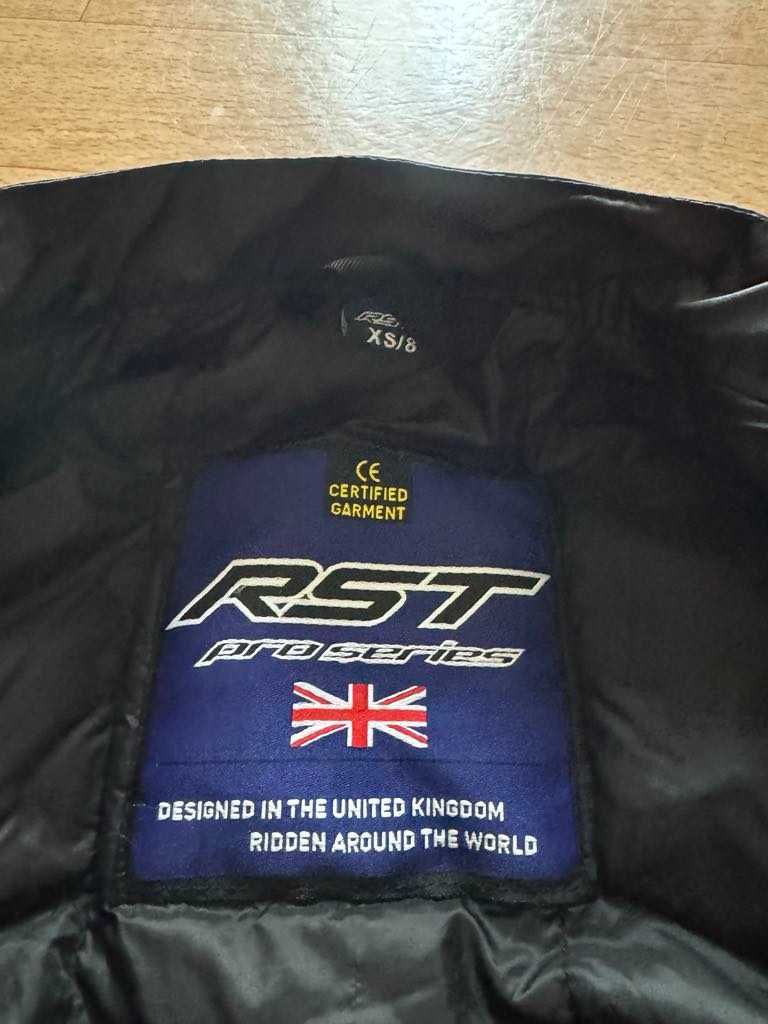 XS/8
CE
CERTIFIED
GARMENT
RST
pro series
DESIGNED IN THE UNITED KINGDOM
RIDDEN AROUND THE WORLD